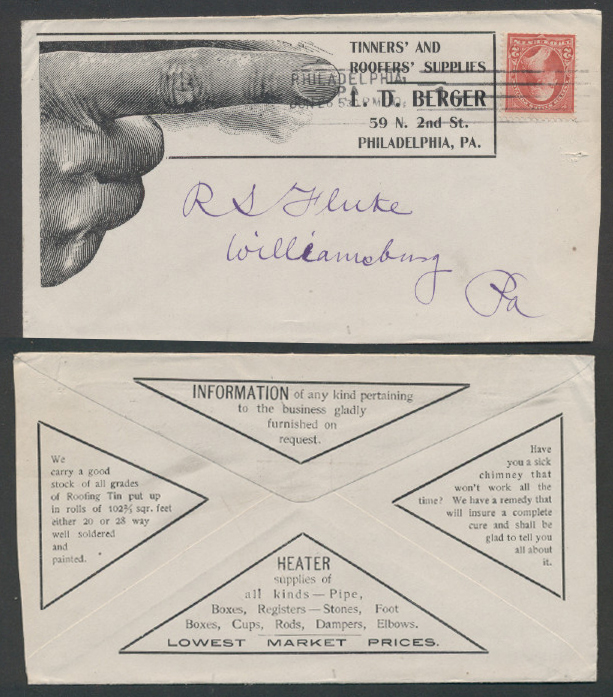 TINNERS' AND
ROOFERS' SUPPLIES
PHILADELPHIA,
D. BERGER
59 N. 2nd St.
PHILADELPHIA, PA.
R S Fluke
Williamsburg
Pa
INFORMATION of any kind pertaining
to the business gladly
furnished on
request.
We
carry a good
stock of all grades
of Roofing Tin put up
in rolls of 102⅖ sqr. feet
either 20 or 28 way
well soldered
and
painted.
Have
you a sick
chimney that
won't work all the
time? We have a remedy that
will insure a complete
cure and shall be
glad to tell you
all about
it.
HEATER
supplies of
all kinds—Pipe,
Boxes, Registers—Stones, Foot
Boxes, Cups, Rods, Dampers, Elbows.
LOWEST MARKET PRICES.